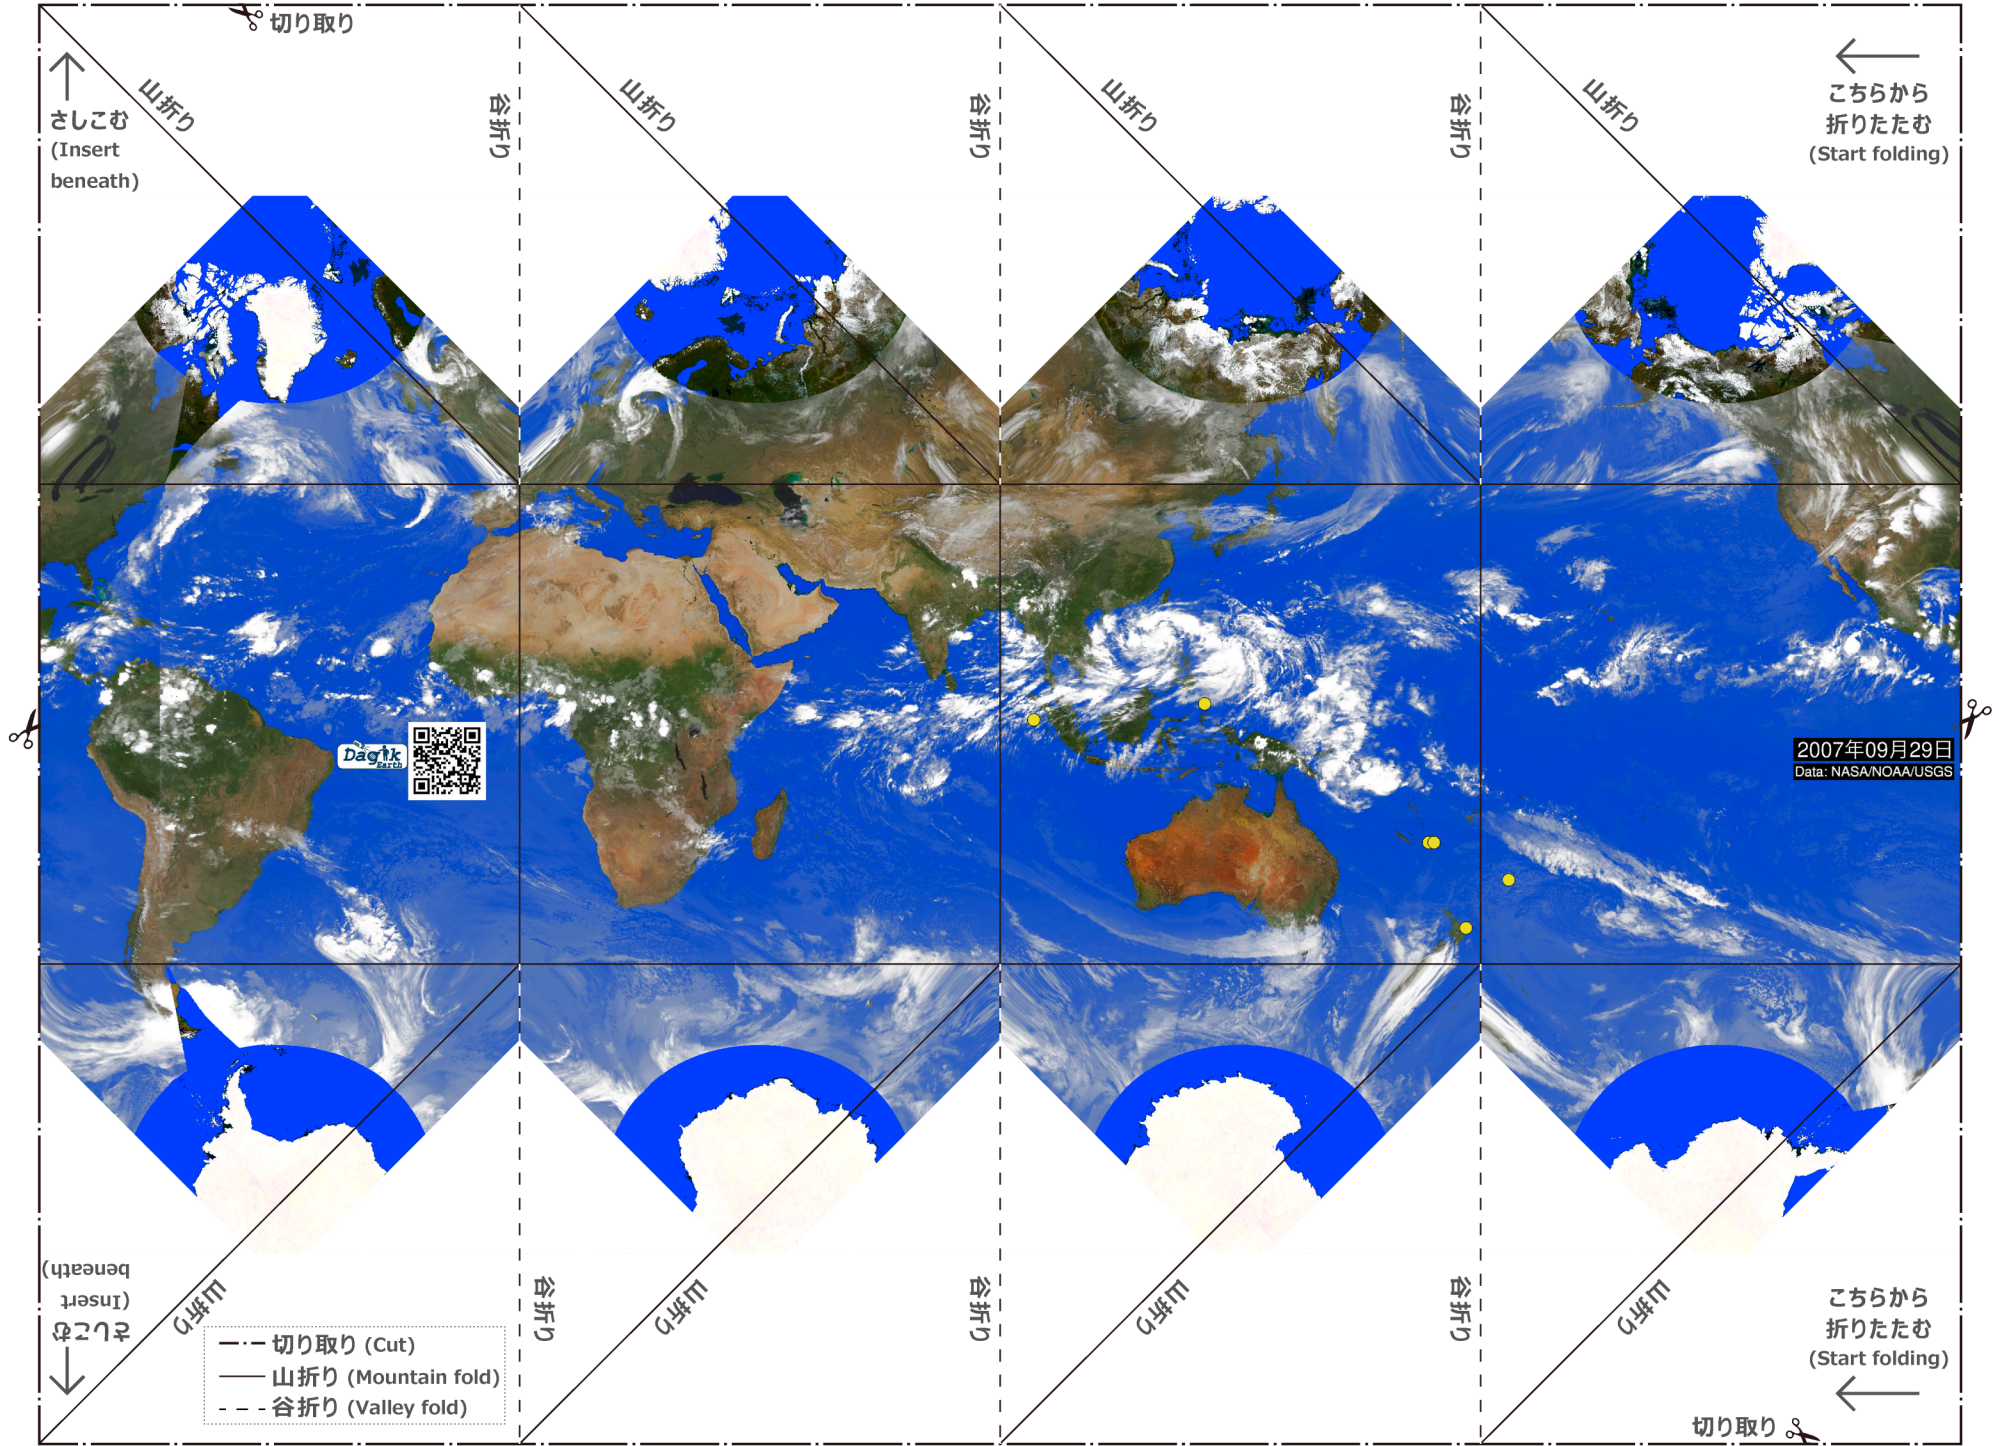 切り取り
さしこむ
(Insert
beneath)
山折り
谷折り
山折り
谷折り
山折り
谷折り
山折り
こちらから
折りたたむ
(Start folding)
Dagik
Earth
2007年09月29日
Data: NASA/NOAA/USGS
さしこむ
(Insert
beneath)
山折り
谷折り
山折り
谷折り
山折り
谷折り
山折り
こちらから
折りたたむ
(Start folding)
切り取り (Cut)
山折り (Mountain fold)
谷折り (Valley fold)
切り取り